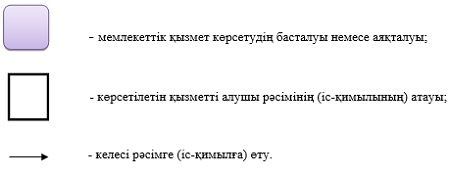 - мемлекеттік қызмет көрсетудің басталуы немесе аяқталуы;
- көрсетілетін қызметті алушы рәсімінің (іс-қимылының) атауы;
- келесі рәсімге (іс-қимылға) өту.